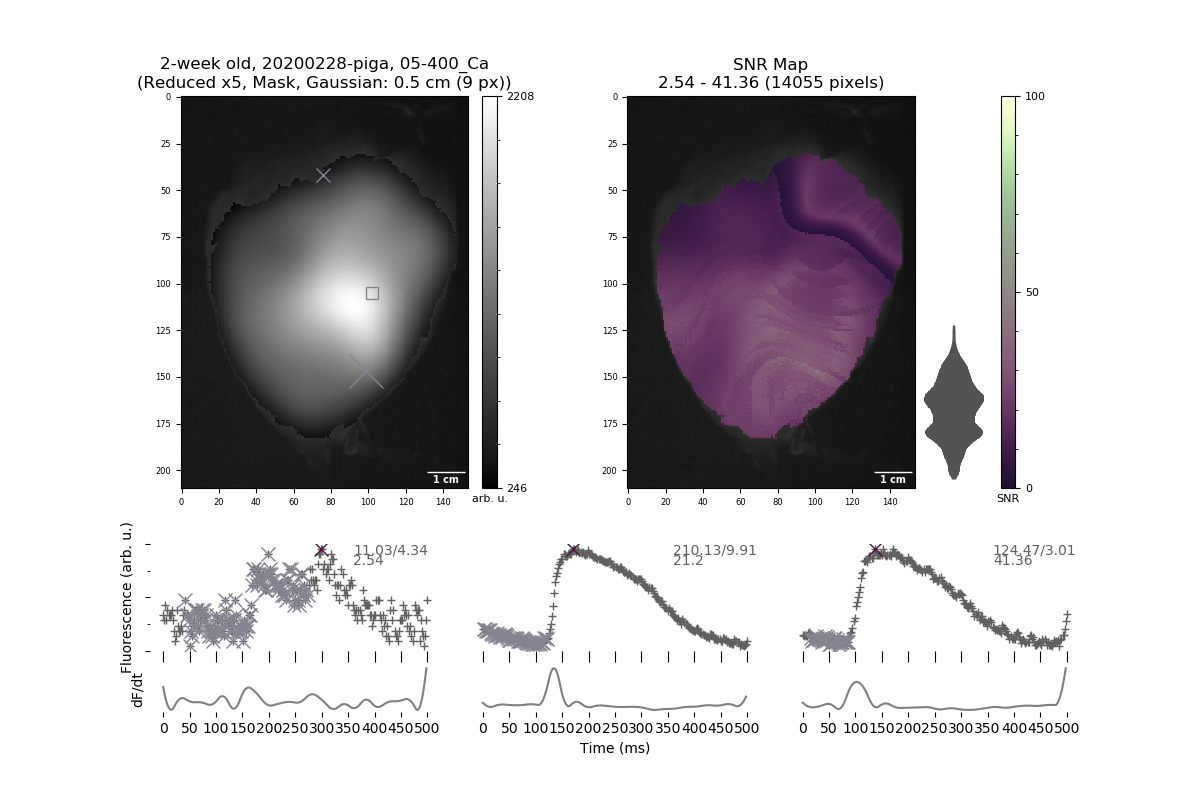 2-week old, 20200228-piga, 05-400_Ca
(Reduced x5, Mask, Gaussian: 0.5 cm (9 px))
SNR Map
2.54 - 41.36 (14055 pixels)
0
25
50
75
100
125
150
175
200
0 20 40 60 80 100 120 140
1 cm
2208
246
arb. u.
0
25
50
75
100
125
150
175
200
0 20 40 60 80 100 120 140
1 cm
100
50
0
SNR
Fluorescence (arb. u.)
11.03/4.34
2.54
210.13/9.91
21.2
124.47/3.01
41.36
dF/dt
0 50 100 150 200 250 300 350 400 450 500
0 50 100 150 200 250 300 350 400 450 500
0 50 100 150 200 250 300 350 400 450 500
Time (ms)